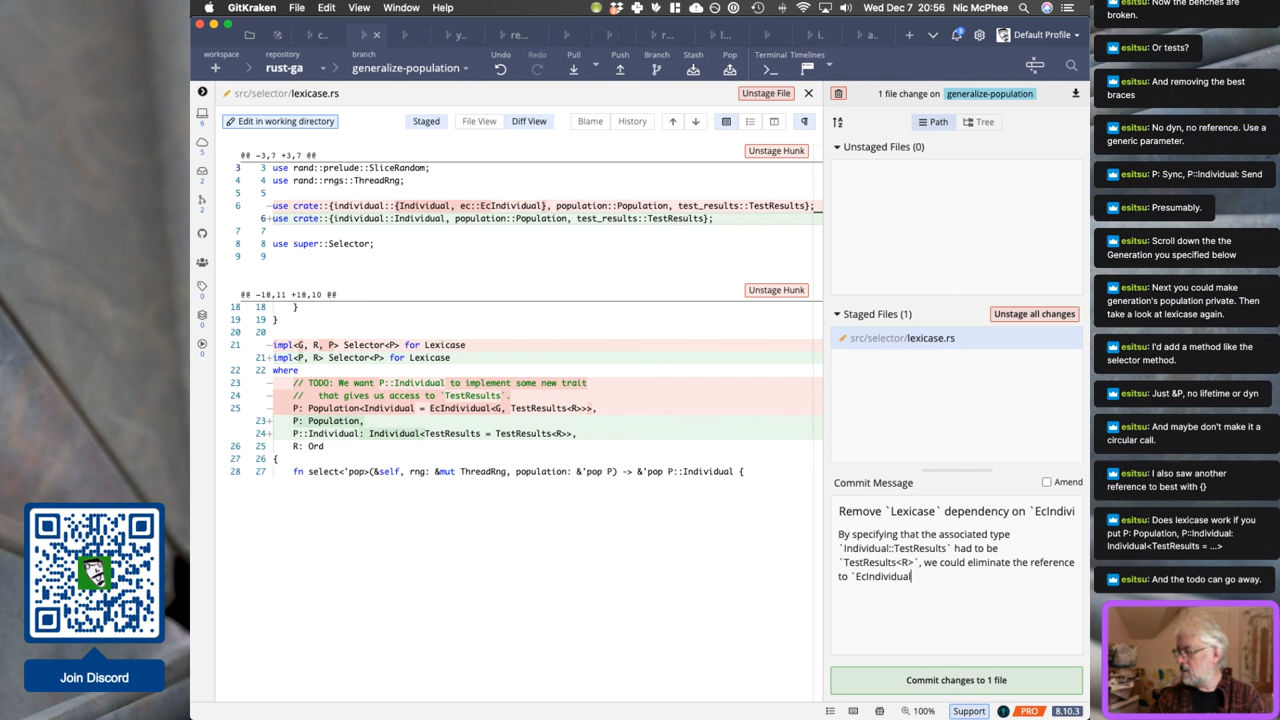 GitKraken File Edit View Window Help
Wed Dec 7 20:56 Nic McPhee
c... y... re... r... l... i... a...
Default Profile
workspace repository branch
rust-ga generalize-population
Undo Redo Pull Push Branch Stash Pop Terminal Timelines
src/selector/lexicase.rs
Unstage File
Edit in working directory
Staged File View Diff View Blame History
@@ -3,7 +3,7 @@
Unstage Hunk
3 3 use rand::prelude::SliceRandom;
4 4 use rand::rngs::ThreadRng;
5 5
6 -use crate::{individual::{Individual, ec::EcIndividual}, population::Population, test_results::TestResults};
6+use crate::{individual::Individual, population::Population, test_results::TestResults};
7 7
8 8 use super::Selector;
9 9
@@ -18,11 +18,10 @@
Unstage Hunk
18 18 }
19 19 }
20 20
21 -impl<G, R, P> Selector<P> for Lexicase
21+impl<P, R> Selector<P> for Lexicase
22 22 where
23 - // TODO: We want P::Individual to implement some new trait
24 - // that gives us access to `TestResults`.
25 - P: Population<Individual = EcIndividual<G, TestResults<R>>>,
23+ P: Population,
24+ P::Individual: Individual<TestResults = TestResults<R>>,
26 25 R: Ord
27 26 {
28 27 fn select<'pop>(&self, rng: &mut ThreadRng, population: &'pop P) -> &'pop P::Individual {
6
5
2
2
0
0
0
1 file change on generalize-population
Path Tree
Unstaged Files (0)
Staged Files (1)
Unstage all changes
src/selector/lexicase.rs
Commit Message
Amend
Remove `Lexicase` dependency on `EcIndivi
By specifying that the associated type
`Individual::TestResults` had to be
`TestResults<R>`, we could eliminate the reference
to `EcIndividual
Commit changes to 1 file
100% Support PRO 8.10.3
Join Discord
esitsu: Now the benches are
broken.
esitsu: Or tests?
esitsu: And removing the best
braces
esitsu: No dyn, no reference. Use a
generic parameter.
esitsu: P: Sync, P::Individual: Send
esitsu: Presumably.
esitsu: Scroll down the the
Generation you specified below
esitsu: Next you could make
generation's population private. Then
take a look at lexicase again.
esitsu: I'd add a method like the
selector method.
esitsu: Just &P, no lifetime or dyn
esitsu: And maybe don't make it a
circular call.
esitsu: I also saw another
reference to best with {}
esitsu: Does lexicase work if you
put P: Population, P::Individual:
Individual<TestResults = ...>
esitsu: And the todo can go away.